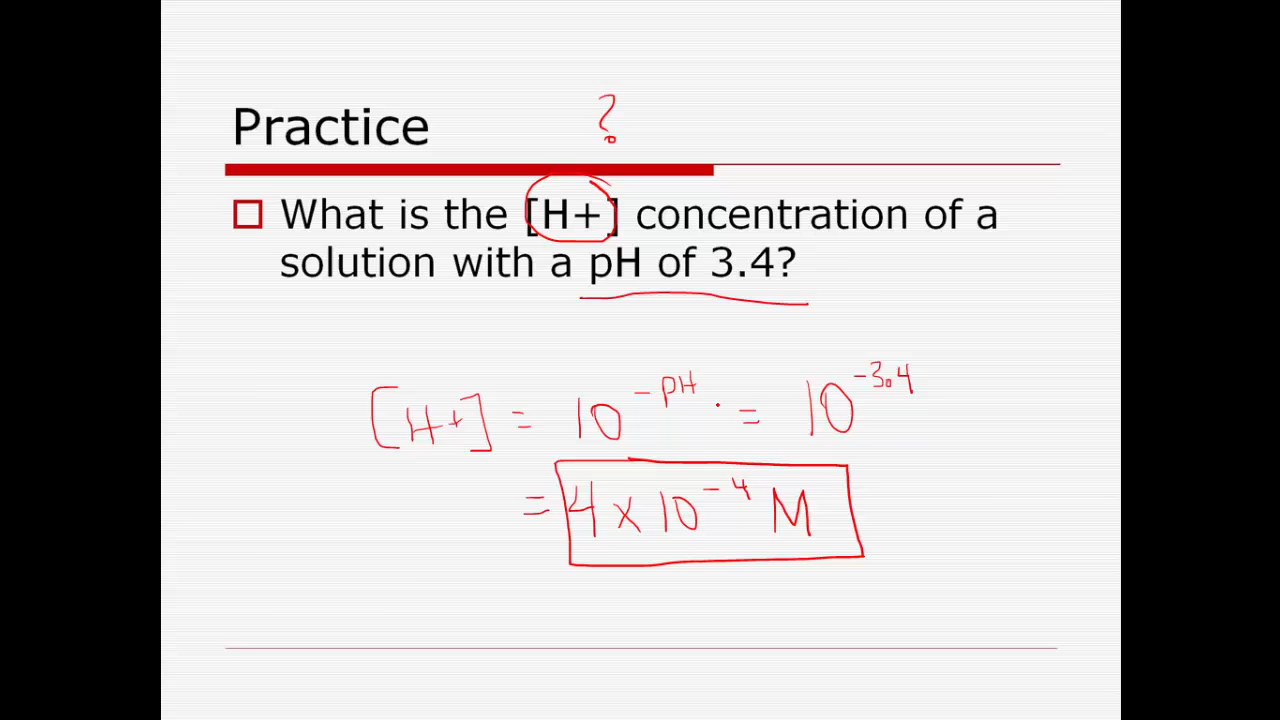 Practice
?
What is the [H+] concentration of a
solution with a pH of 3.4?
[H+] = 10^-pH = 10^-3.4
= 4 x 10^-4 M